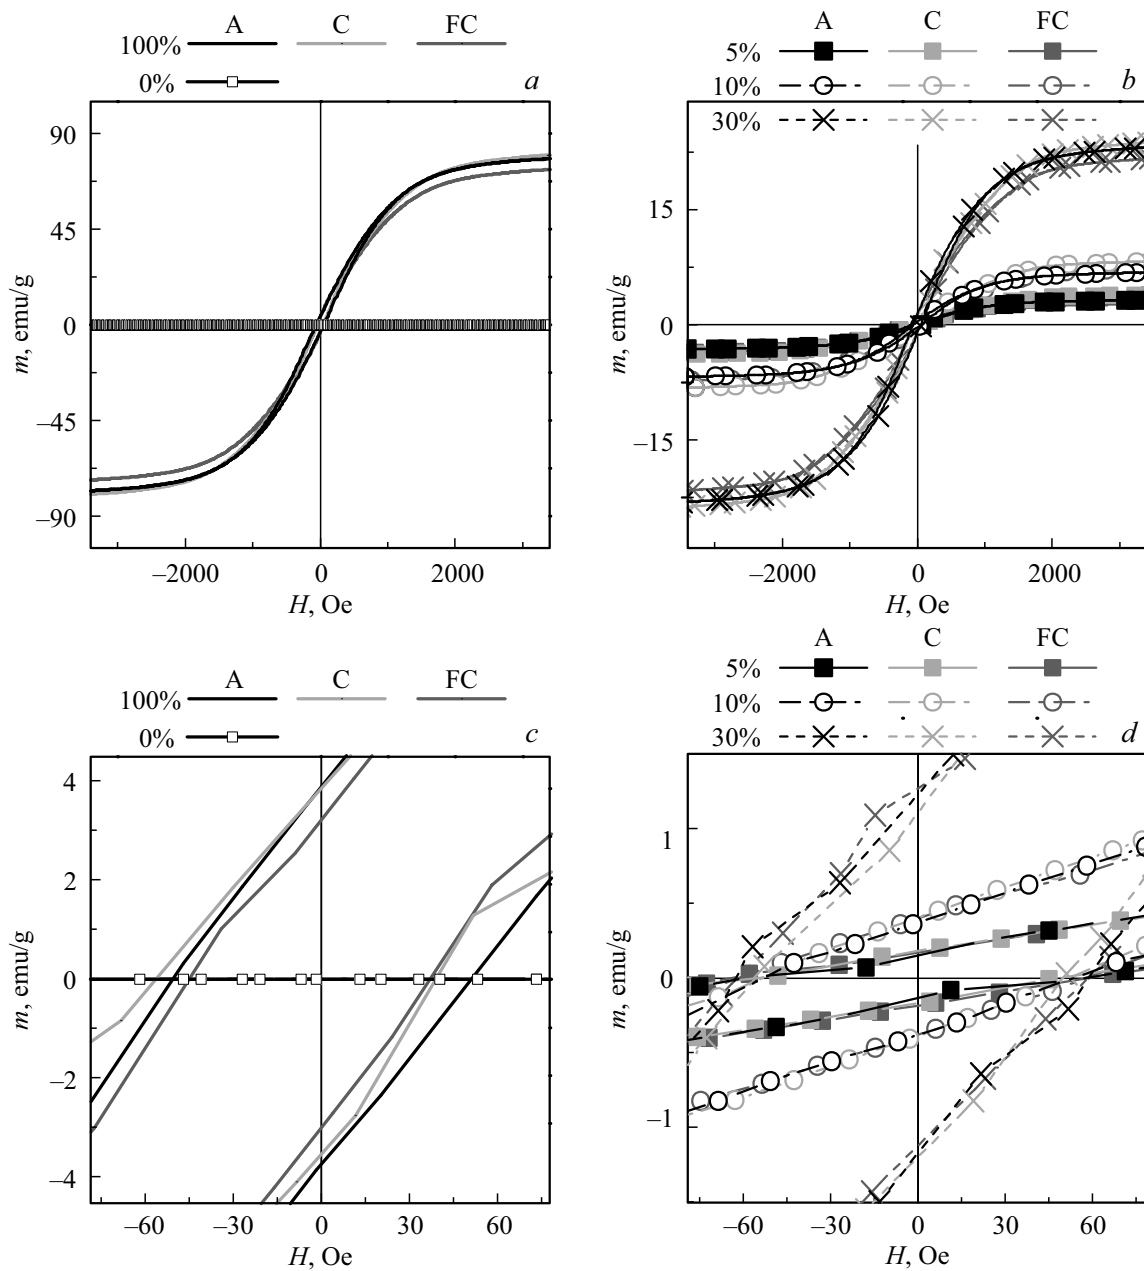 A C FC
100%
0%
a
90
45
0
–45
–90
m, emu/g
–2000 0 2000
H, Oe
A C FC
5%
10%
30%
b
15
0
–15
m, emu/g
–2000 0 2000
H, Oe
A C FC
100%
0%
c
4
2
0
–2
–4
m, emu/g
–60 –30 0 30 60
H, Oe
A C FC
5%
10%
30%
d
1
0
–1
m, emu/g
–60 –30 0 30 60
H, Oe